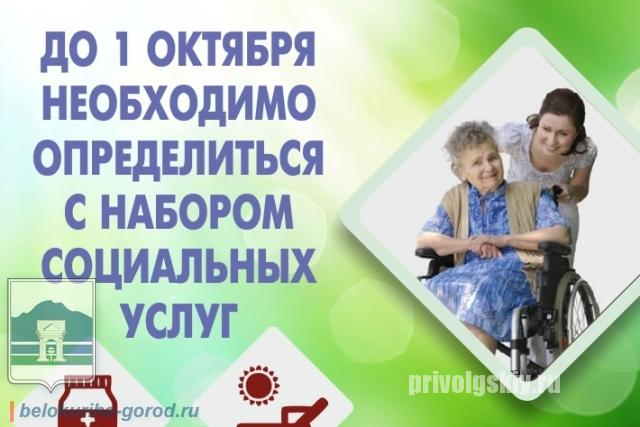 ДО 1 ОКТЯБРЯ
НЕОБХОДИМО
ОПРЕДЕЛИТЬСЯ
С НАБОРОМ
СОЦИАЛЬНЫХ
УСЛУГ
privolgskiy.ru
belokuriha-gorod.ru